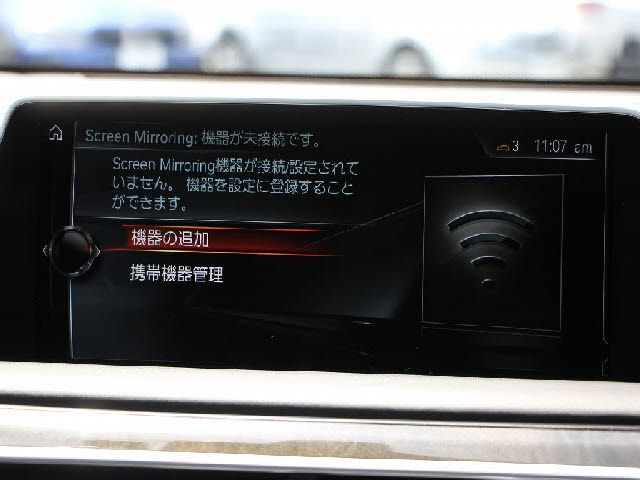 Screen Mirroring: 機器が未接続です。
3 11:07 am
Screen Mirroring機器が接続/設定されて
いません。 機器を設定に登録すること
ができます。
機器の追加
携帯機器管理